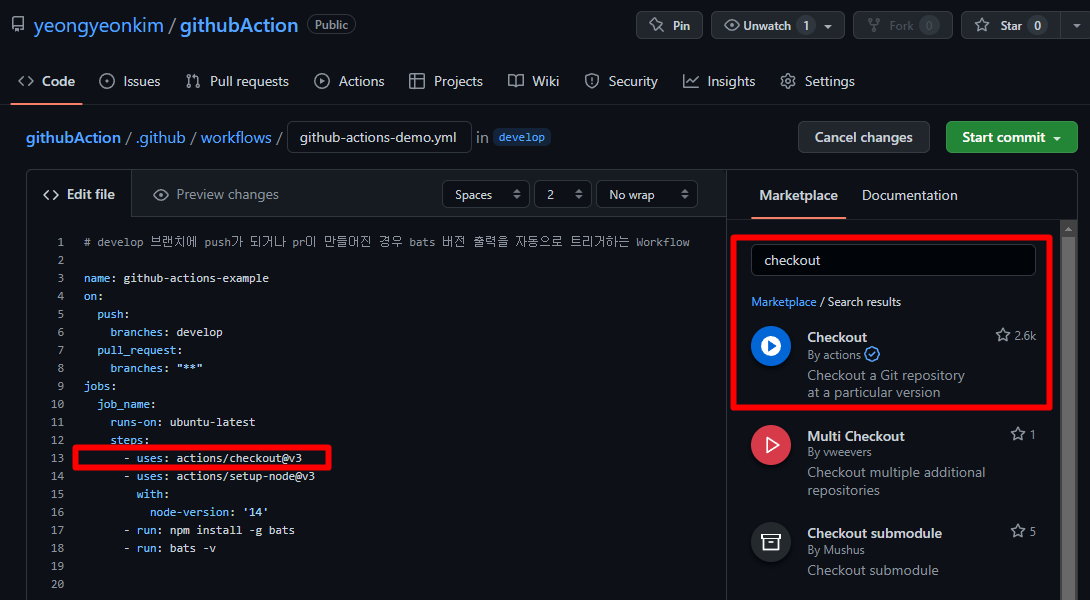 yeongyeonkim / githubAction Public
Pin Unwatch 1 Fork 0 Star 0
Code Issues Pull requests Actions Projects Wiki Security Insights Settings
githubAction / .github / workflows / github-actions-demo.yml in develop
Cancel changes Start commit
Edit file Preview changes Spaces 2 No wrap
1 # develop 브랜치에 push가 되거나 pr이 만들어진 경우 bats 버전 출력을 자동으로 트리거하는 Workflow
2
3 name: github-actions-example
4 on:
5 push:
6 branches: develop
7 pull_request:
8 branches: "**"
9 jobs:
10 job_name:
11 runs-on: ubuntu-latest
12 steps:
13 - uses: actions/checkout@v3
14 - uses: actions/setup-node@v3
15 with:
16 node-version: '14'
17 - run: npm install -g bats
18 - run: bats -v
19
20
Marketplace Documentation
checkout
Marketplace / Search results
Checkout 2.6k
By actions
Checkout a Git repository
at a particular version
Multi Checkout 1
By vweevers
Checkout multiple additional
repositories
Checkout submodule 5
By Mushus
Checkout submodule